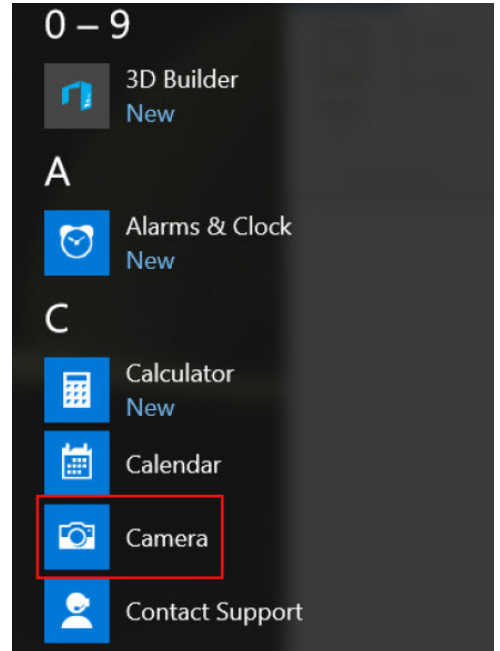 0 – 9
3D Builder
New
A
Alarms & Clock
New
C
Calculator
New
Calendar
Camera
Contact Support